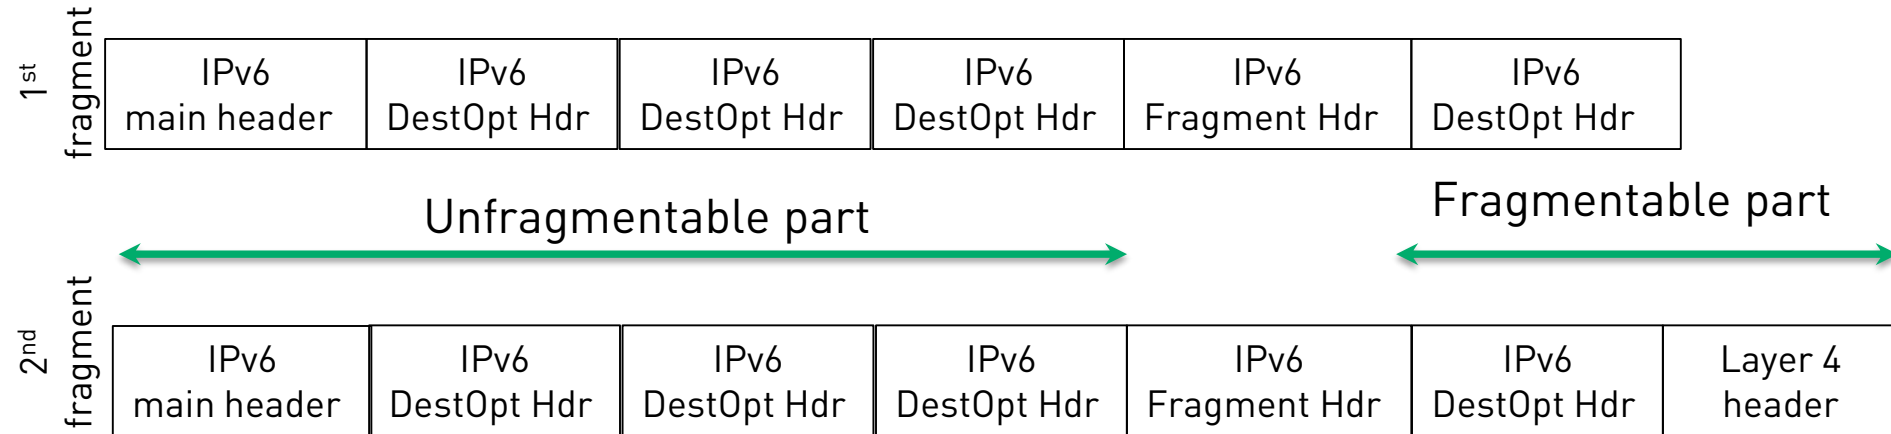 1st
fragment
IPv6
main header
IPv6
DestOpt Hdr
IPv6
DestOpt Hdr
IPv6
DestOpt Hdr
IPv6
Fragment Hdr
IPv6
DestOpt Hdr
Unfragmentable part
Fragmentable part
2nd
fragment
IPv6
main header
IPv6
DestOpt Hdr
IPv6
DestOpt Hdr
IPv6
DestOpt Hdr
IPv6
Fragment Hdr
IPv6
DestOpt Hdr
Layer 4
header